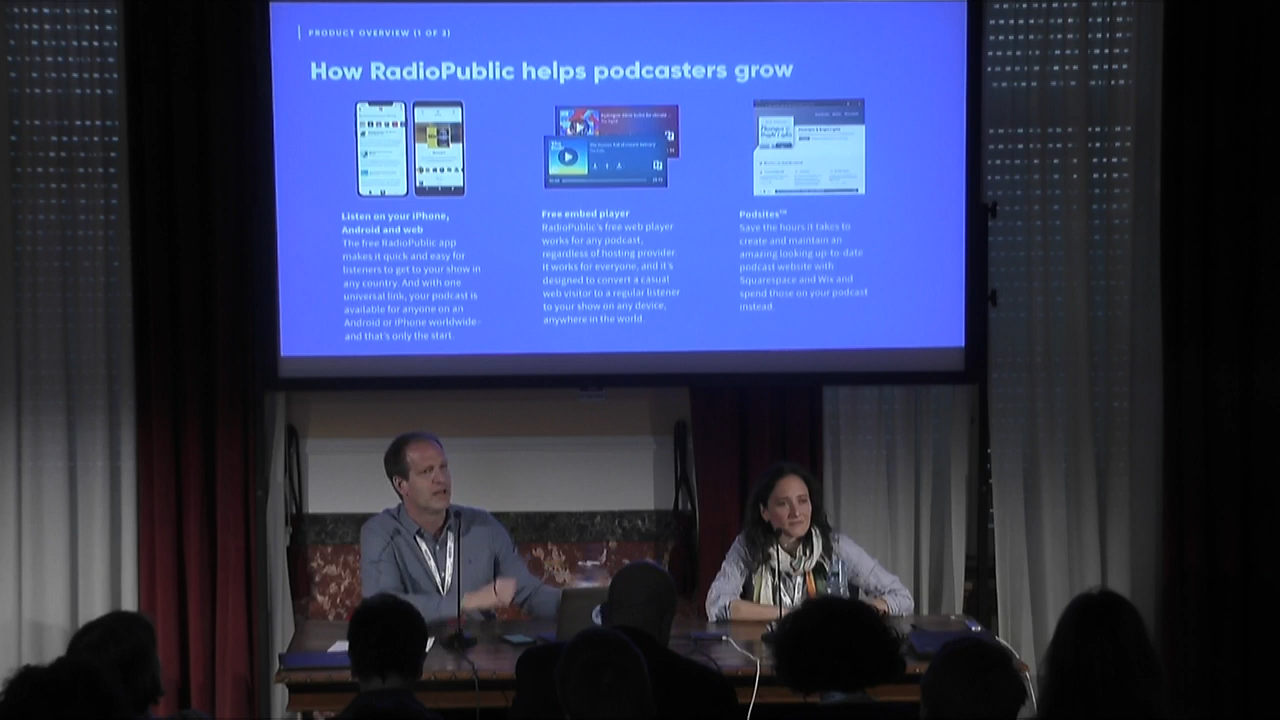 PRODUCT OVERVIEW (1 OF 3)
How RadioPublic helps podcasters grow
Listen on your iPhone,
Android and web
The free RadioPublic app
makes it quick and easy for
listeners to get to your show in
any country. And with one
universal link, your podcast is
available for anyone on an
Android or iPhone worldwide–
and that's only the start.
Free embed player
RadioPublic's free web player
works for any podcast,
regardless of hosting provider.
It works for everyone, and it's
designed to convert a casual
web visitor to a regular listener
to your show on any device,
anywhere in the world.
Podsites™
Save the hours it takes to
create and maintain an
amazing looking up-to-date
podcast website with
Squarespace and Wix and
spend those on your podcast
instead.